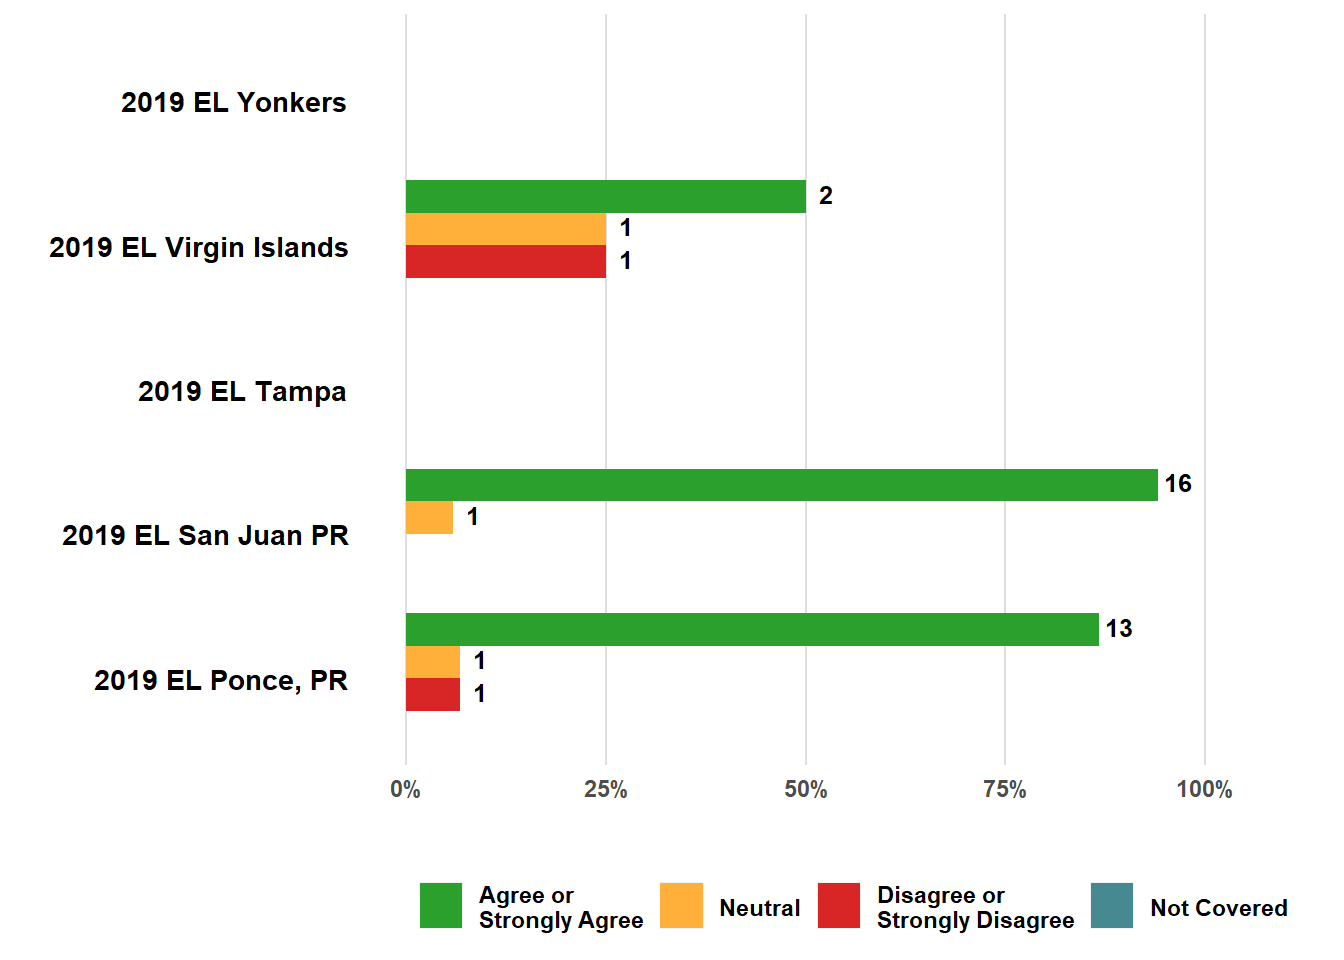 2019 EL Yonkers
2
1
2019 EL Virgin Islands
1
2019 EL Tampa
16
1
2019 EL San Juan PR
13
1
2019 EL Ponce, PR
1
0% 25% 50% 75% 100%
Agree or
Strongly Agree
Neutral
Disagree or
Strongly Disagree
Not Covered